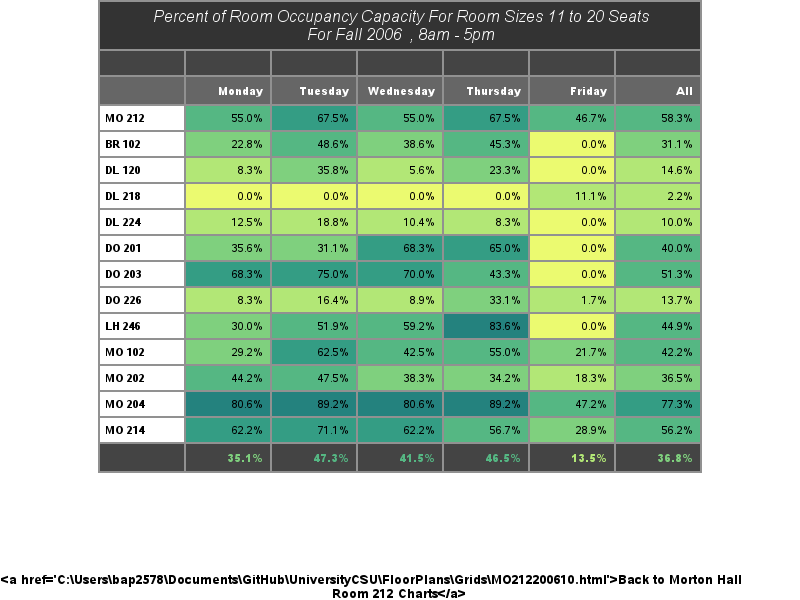 Percent of Room Occupancy Capacity For Room Sizes 11 to 20 Seats
For Fall 2006 , 8am - 5pm
Monday Tuesday Wednesday Thursday Friday All
MO 212 55.0% 67.5% 55.0% 67.5% 46.7% 58.3%
BR 102 22.8% 48.6% 38.6% 45.3% 0.0% 31.1%
DL 120 8.3% 35.8% 5.6% 23.3% 0.0% 14.6%
DL 218 0.0% 0.0% 0.0% 0.0% 11.1% 2.2%
DL 224 12.5% 18.8% 10.4% 8.3% 0.0% 10.0%
DO 201 35.6% 31.1% 68.3% 65.0% 0.0% 40.0%
DO 203 68.3% 75.0% 70.0% 43.3% 0.0% 51.3%
DO 226 8.3% 16.4% 8.9% 33.1% 1.7% 13.7%
LH 246 30.0% 51.9% 59.2% 83.6% 0.0% 44.9%
MO 102 29.2% 62.5% 42.5% 55.0% 21.7% 42.2%
MO 202 44.2% 47.5% 38.3% 34.2% 18.3% 36.5%
MO 204 80.6% 89.2% 80.6% 89.2% 47.2% 77.3%
MO 214 62.2% 71.1% 62.2% 56.7% 28.9% 56.2%
35.1% 47.3% 41.5% 46.5% 13.5% 36.8%
<a href='C:\Users\bap2578\Documents\GitHub\UniversityCSU\FloorPlans\Grids\MO212200610.html'>Back to Morton Hall
Room 212 Charts</a>